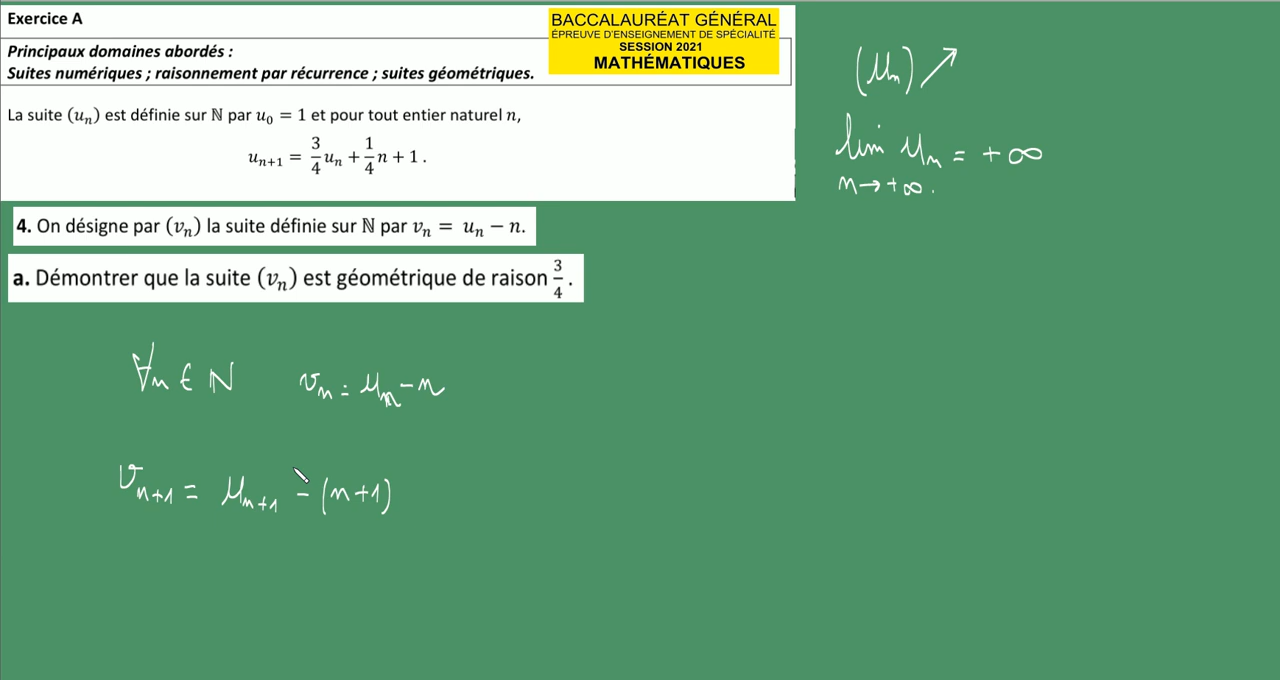 Exercice A
BACCALAURÉAT GÉNÉRAL
ÉPREUVE D'ENSEIGNEMENT DE SPÉCIALITÉ
SESSION 2021
MATHÉMATIQUES
Principaux domaines abordés :
Suites numériques ; raisonnement par récurrence ; suites géométriques.
La suite (uₙ) est définie sur ℕ par u₀ = 1 et pour tout entier naturel n,
uₙ₊₁ = 3/4 uₙ + 1/4 n + 1 .
4. On désigne par (vₙ) la suite définie sur ℕ par vₙ = uₙ − n.
a. Démontrer que la suite (vₙ) est géométrique de raison 3/4 .
(uₙ) ↗
lim uₙ = +∞
n→+∞.
∀n ∈ ℕ vₙ = uₙ − n
vₙ₊₁ = uₙ₊₁ − (n+1)